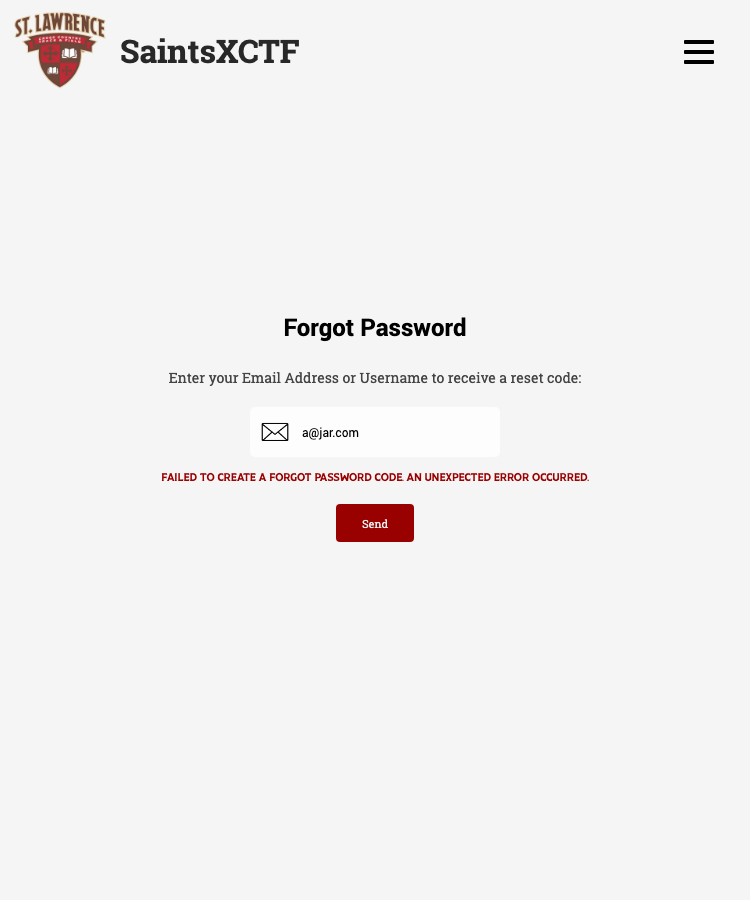 ST. LAWRENCE
SaintsXCTF
Forgot Password
Enter your Email Address or Username to receive a reset code:
a@jar.com
FAILED TO CREATE A FORGOT PASSWORD CODE. AN UNEXPECTED ERROR OCCURRED.
Send